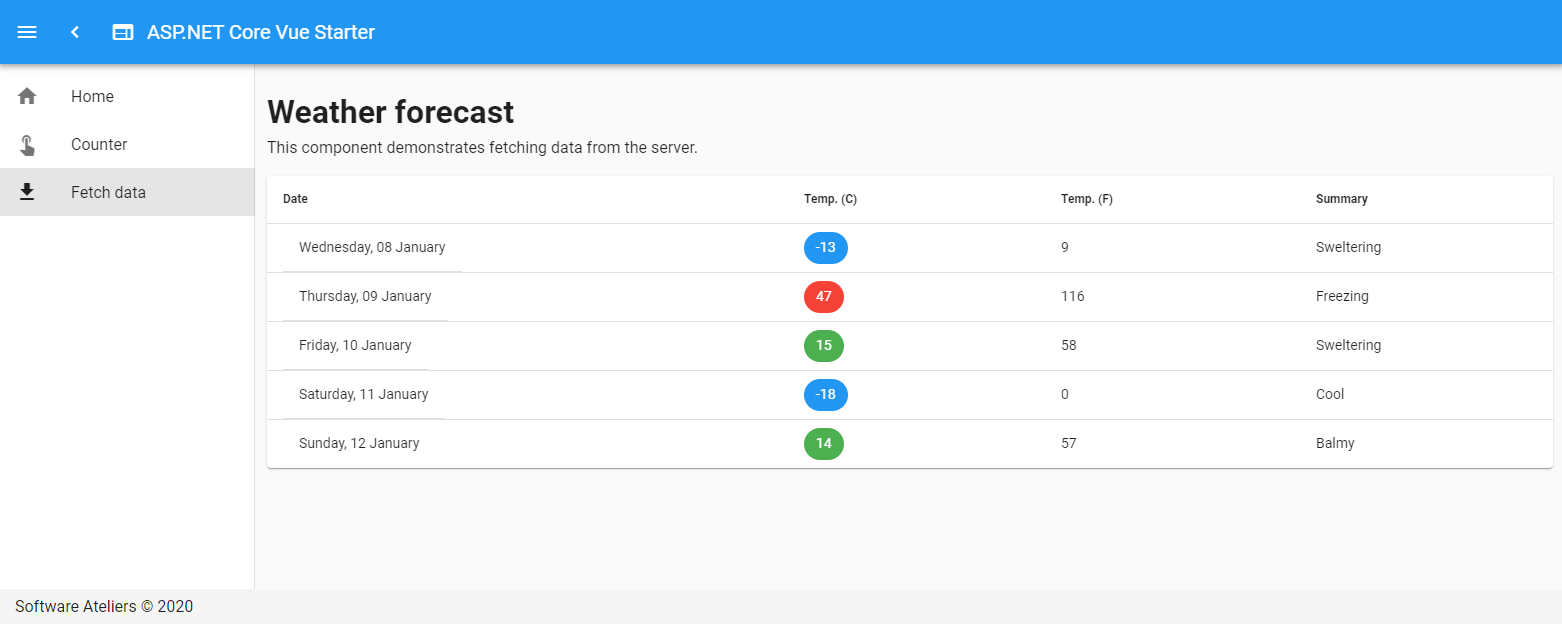 ASP.NET Core Vue Starter
Home
Counter
Fetch data
Weather forecast
This component demonstrates fetching data from the server.
Date Temp. (C) Temp. (F) Summary
Wednesday, 08 January -13 9 Sweltering
Thursday, 09 January 47 116 Freezing
Friday, 10 January 15 58 Sweltering
Saturday, 11 January -18 0 Cool
Sunday, 12 January 14 57 Balmy
Software Ateliers © 2020